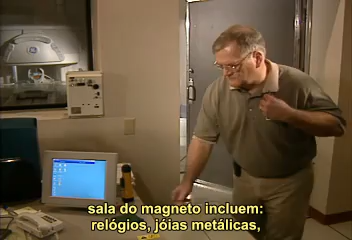 sala do magneto incluem:
relógios, jóias metálicas,